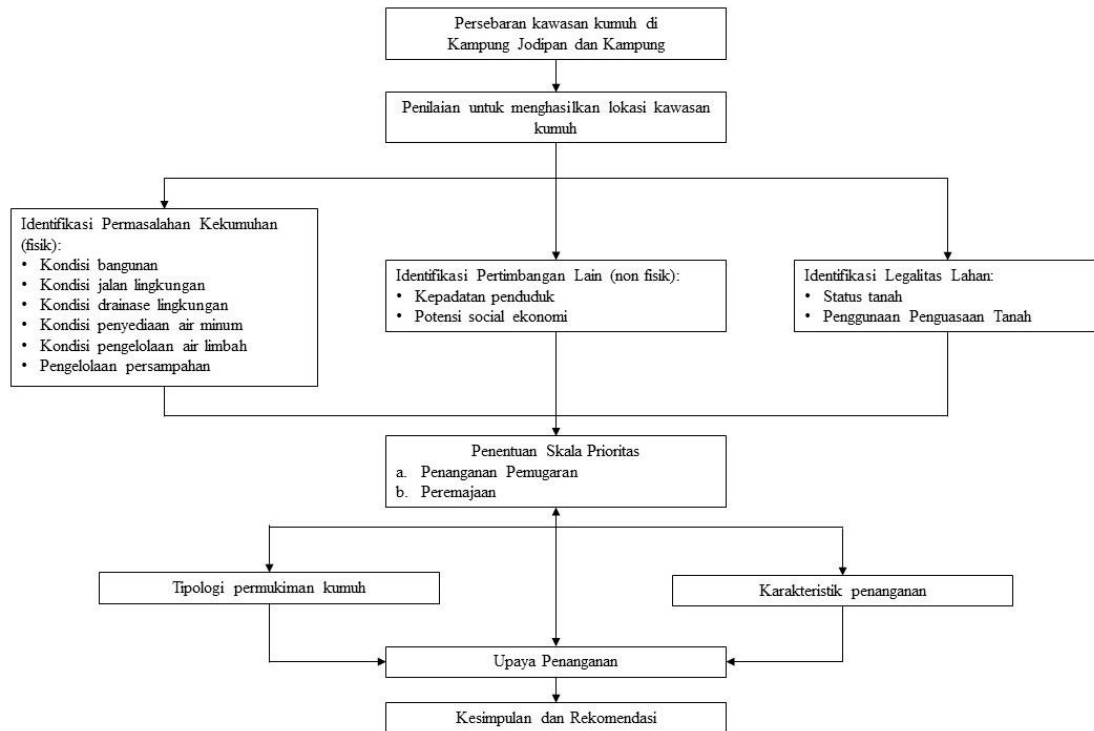 Persebaran kawasan kumuh di
Kampung Jodipan dan Kampung
Penilaian untuk menghasilkan lokasi kawasan
kumuh
Identifikasi Permasalahan Kekumuhan
(fisik):
• Kondisi bangunan
• Kondisi jalan lingkungan
• Kondisi drainase lingkungan
• Kondisi penyediaan air minum
• Kondisi pengelolaan air limbah
• Pengelolaan persampahan
Identifikasi Pertimbangan Lain (non fisik):
• Kepadatan penduduk
• Potensi social ekonomi
Identifikasi Legalitas Lahan:
• Status tanah
• Penggunaan Penguasaan Tanah
Penentuan Skala Prioritas
a. Penanganan Pemugaran
b. Peremajaan
Tipologi permukiman kumuh
Karakteristik penanganan
Upaya Penanganan
Kesimpulan dan Rekomendasi